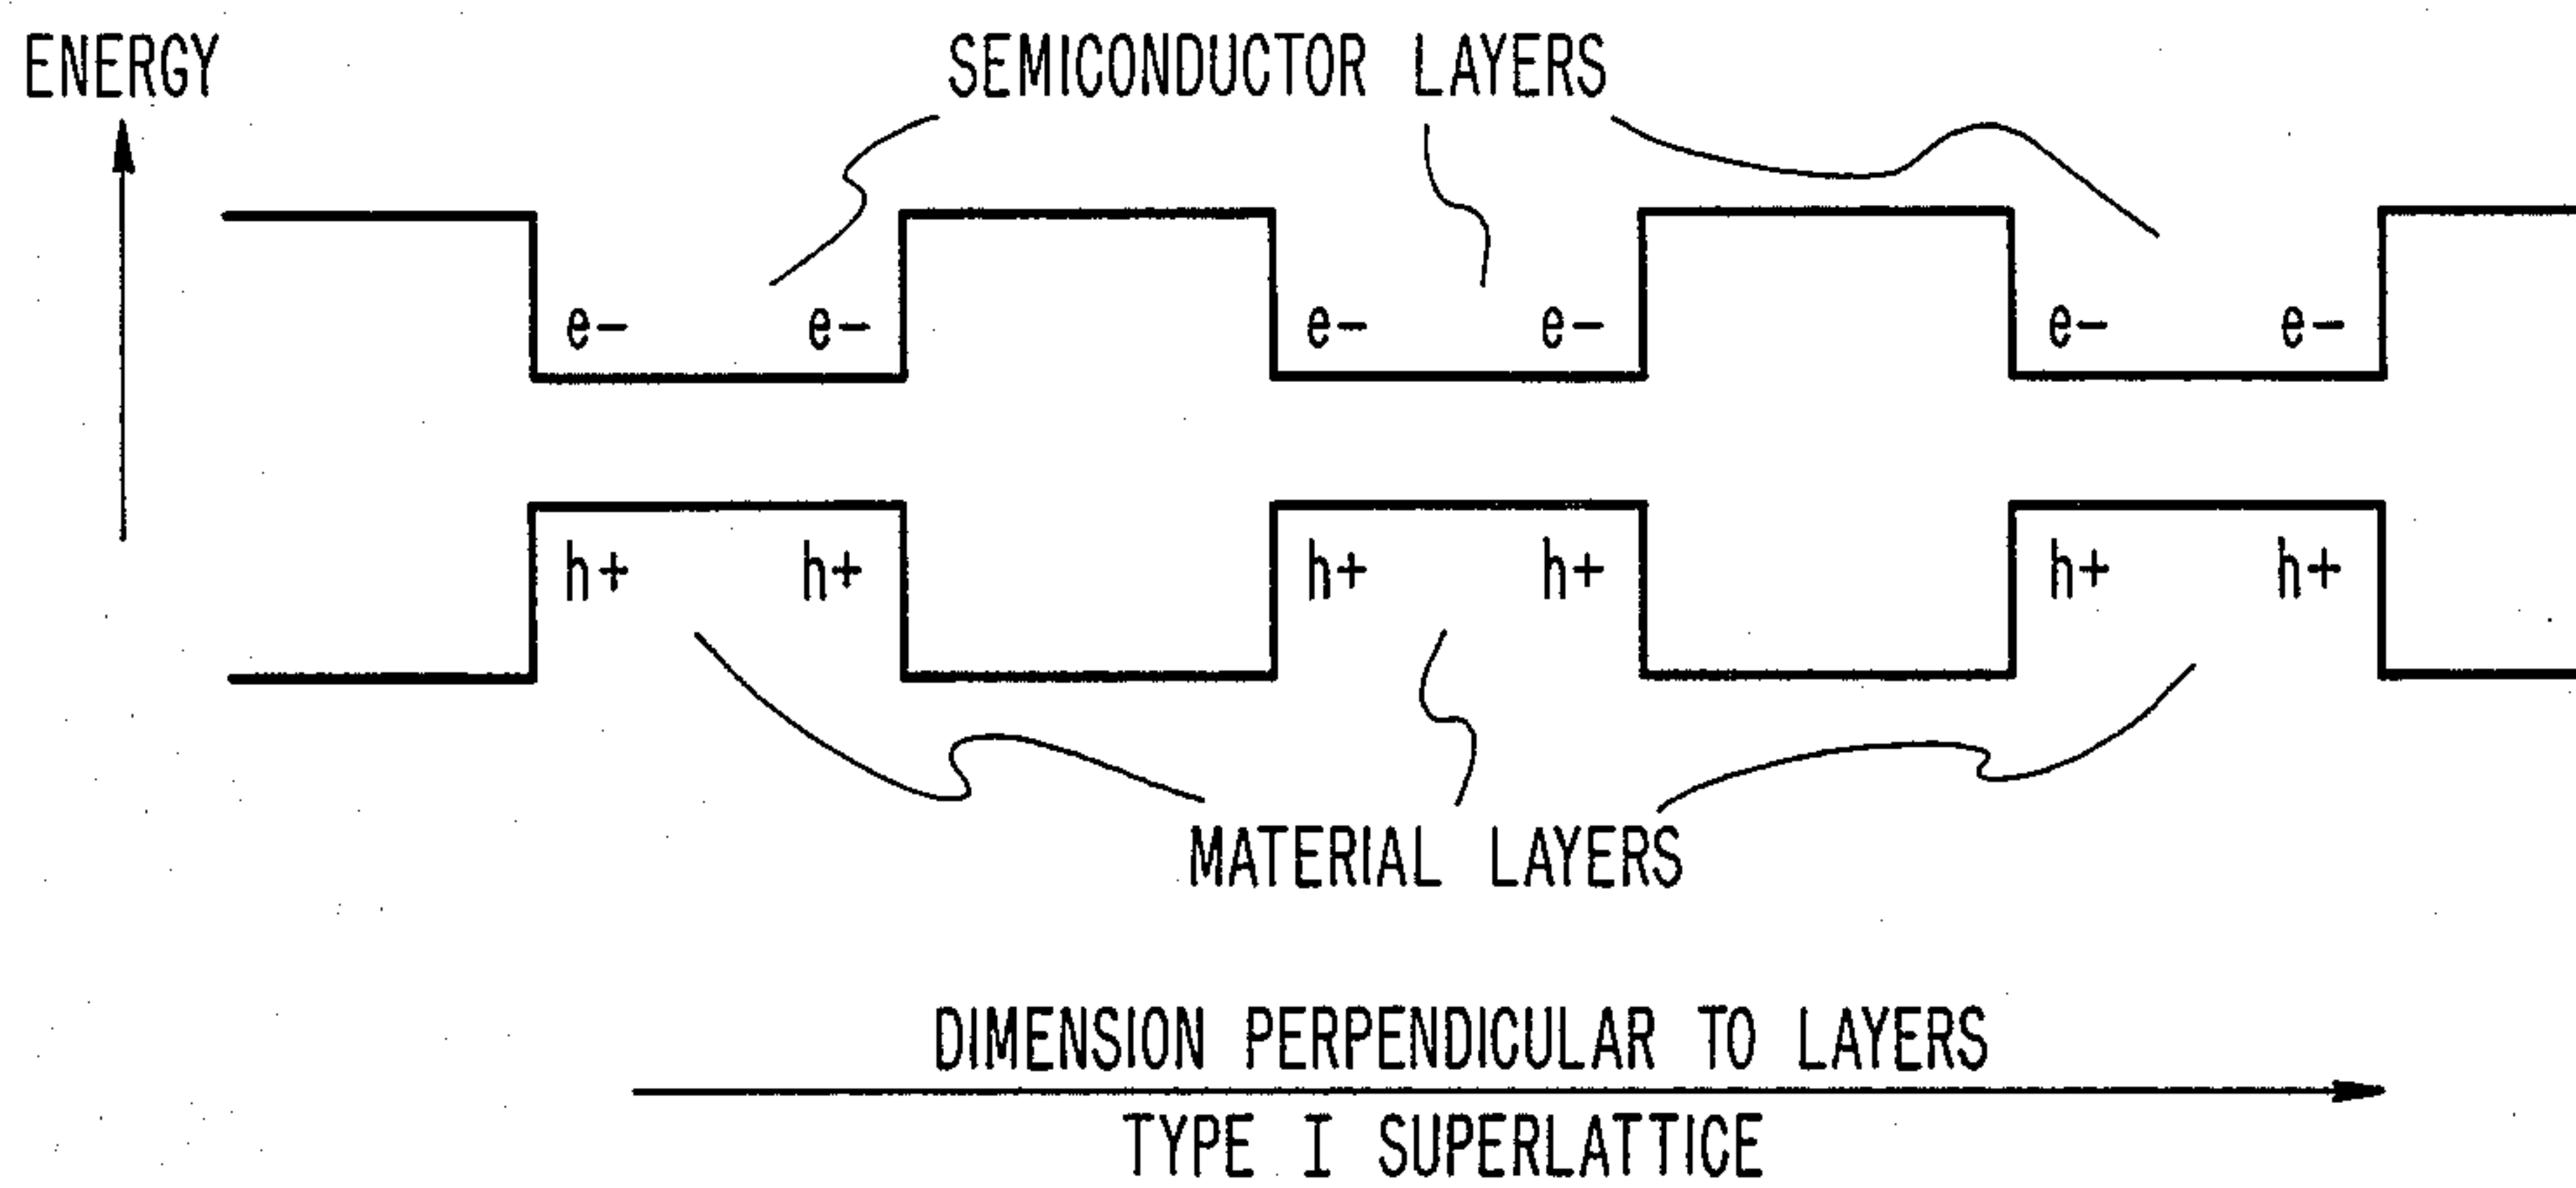 ENERGY
SEMICONDUCTOR LAYERS
e- e- e- e- e- e-
h+ h+ h+ h+ h+ h+
MATERIAL LAYERS
DIMENSION PERPENDICULAR TO LAYERS
TYPE I SUPERLATTICE